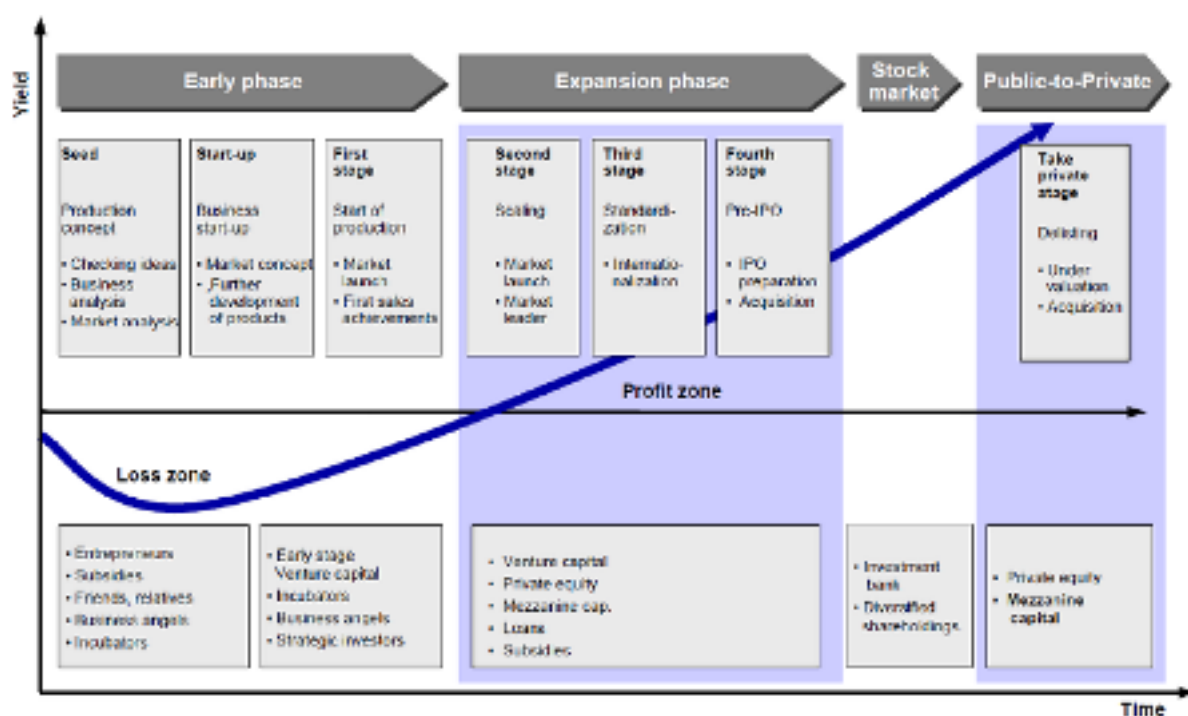 Yield
Early phase
Expansion phase
Stock
market
Public-to-Private
Seed
Production
concept
• Checking ideas
• Business
analysis
• Market analysis
Start-up
Business
start-up
• Market concept
• „Further
development
of products
First
stage
Start of
production
• Market
launch
• First sales
achievements
Second
stage
Scaling
• Market
launch
• Market
leader
Third
stage
Standardi-
zation
• Internatio-
nalization
Fourth
stage
Pre-IPO
• IPO
preparation
• Acquisition
Take
private
stage
Delisting
• Under
valuation
• Acquisition
Profit zone
Loss zone
• Entrepreneurs
• Subsidies
• Friends, relatives
• Business angels
• Incubators
• Early stage
Venture capital
• Incubators
• Business angels
• Strategic investors
• Venture capital
• Private equity
• Mezzanine cap.
• Loans
• Subsidies
• Investment
bank
• Diversified
shareholdings
• Private equity
• Mezzanine
capital
Time